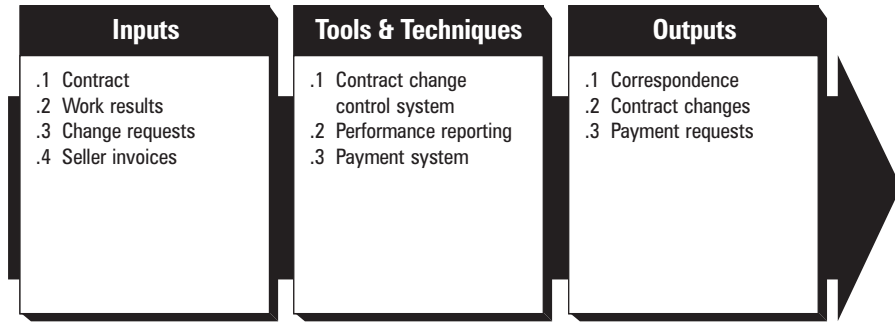 Inputs
.1 Contract
.2 Work results
.3 Change requests
.4 Seller invoices
Tools & Techniques
.1 Contract change
control system
.2 Performance reporting
.3 Payment system
Outputs
.1 Correspondence
.2 Contract changes
.3 Payment requests